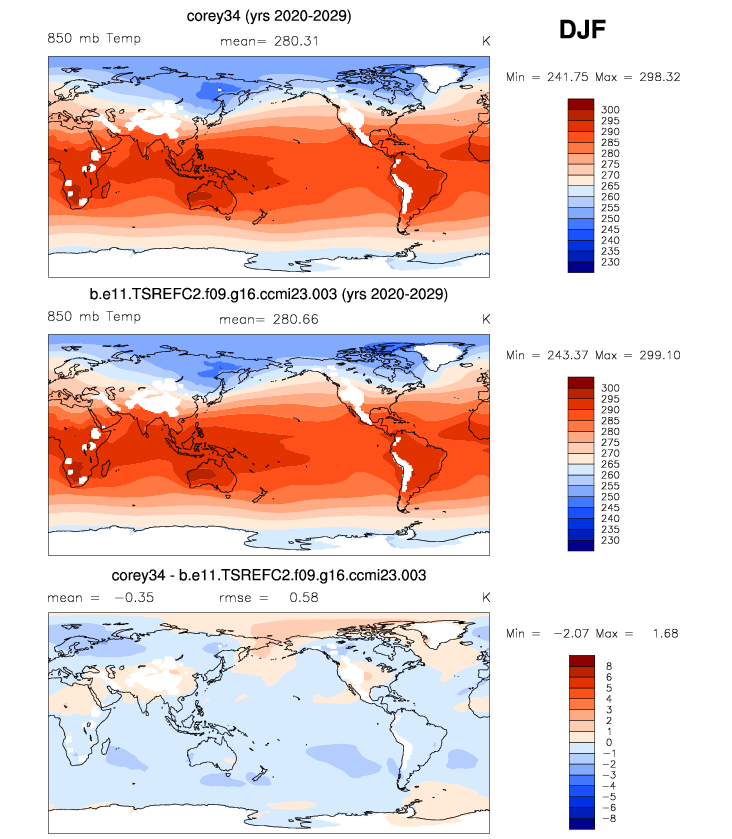 corey34 (yrs 2020-2029)
DJF
850 mb Temp
mean= 280.31
K
Min = 241.75 Max = 298.32
300
295
290
285
280
275
270
265
260
255
250
245
240
235
230
b.e11.TSREFC2.f09.g16.ccmi23.003 (yrs 2020-2029)
850 mb Temp
mean= 280.66
K
Min = 243.37 Max = 299.10
300
295
290
285
280
275
270
265
260
255
250
245
240
235
230
corey34 - b.e11.TSREFC2.f09.g16.ccmi23.003
mean = -0.35
rmse = 0.58
K
Min = -2.07 Max = 1.68
8
6
5
4
3
2
1
0
-1
-2
-3
-4
-5
-6
-8